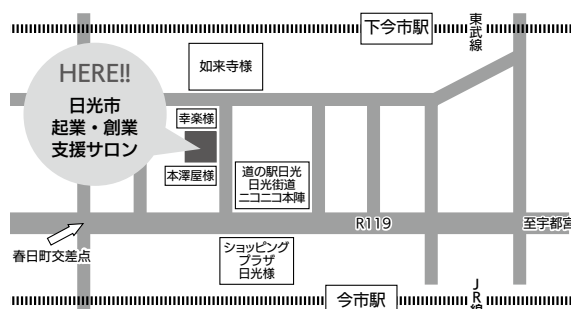 下今市駅
東武線
如来寺様
HERE!!
日光市
起業・創業
支援サロン
幸楽様
本澤屋様
道の駅日光
日光街道
ニコニコ本陣
R119
至宇都宮
春日町交差点
ショッピング
プラザ
日光様
今市駅
JR線